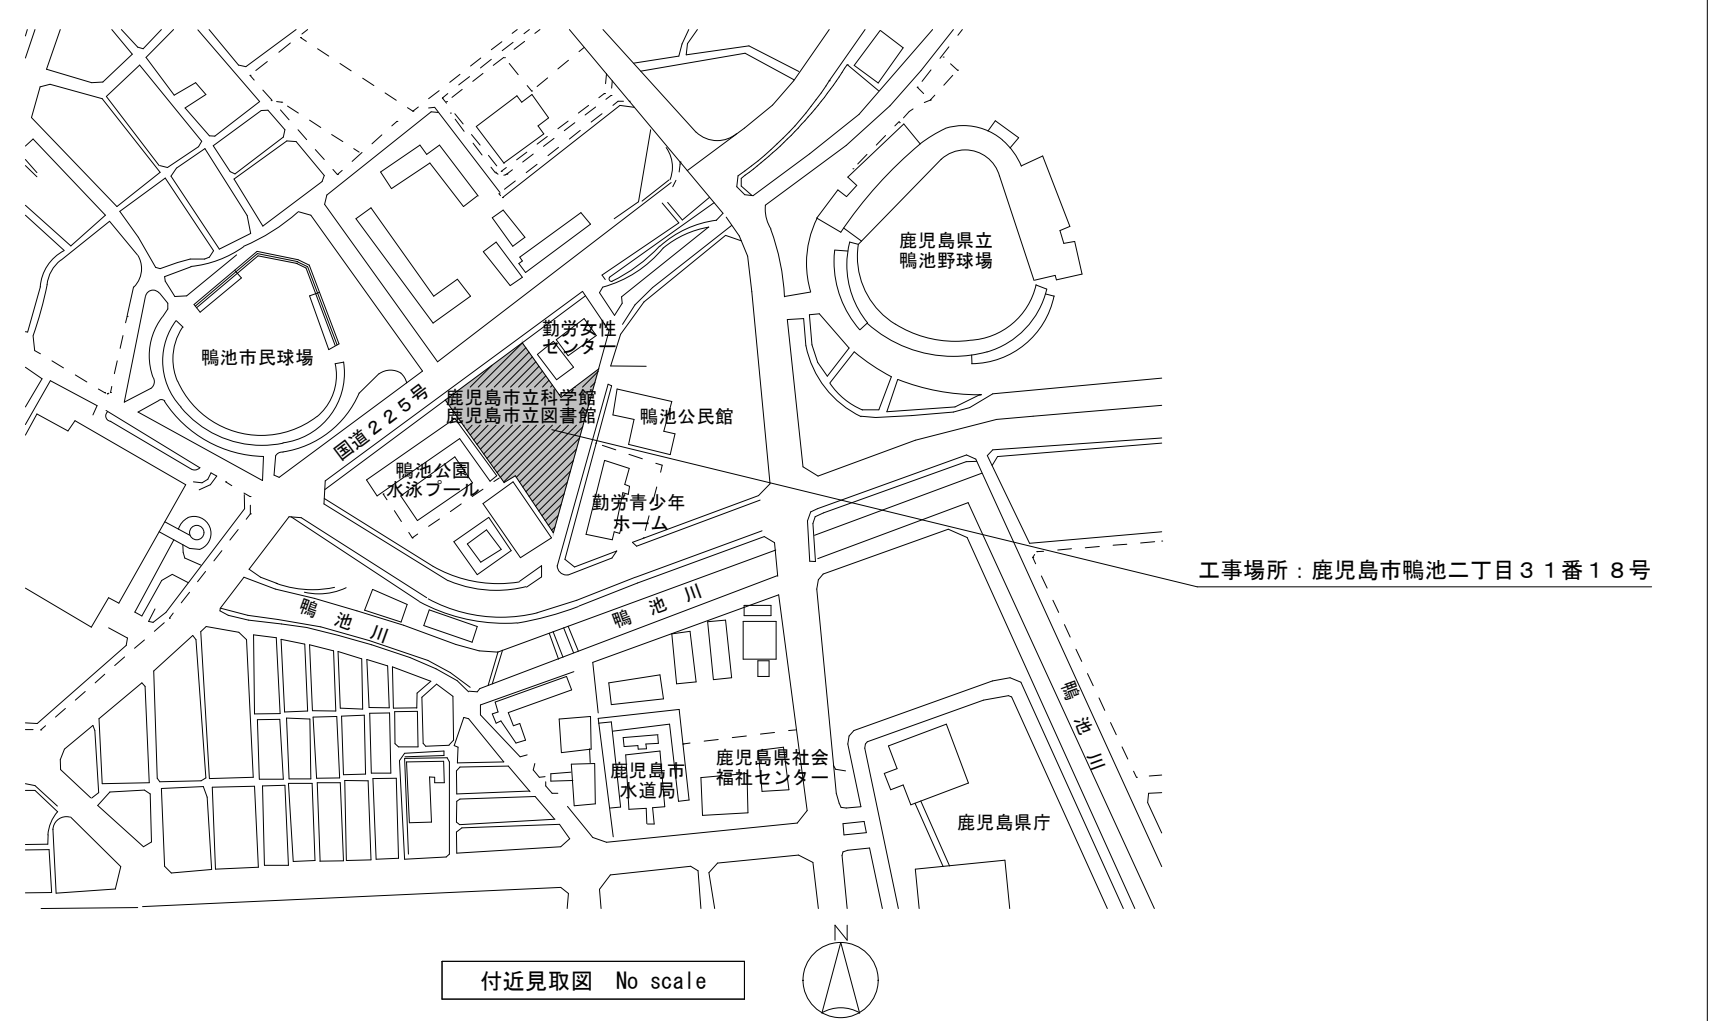 鹿児島県立
鴨池野球場
勤労女性
センター
鴨池市民球場
国道２２５号
鹿児島市立科学館
鹿児島市立図書館
鴨池公民館
鴨池公園
水泳プール
勤労青少年
ホーム
工事場所：鹿児島市鴨池二丁目３１番１８号
鴨池川
鴨池川
鴨池川
鹿児島市
水道局
鹿児島県社会
福祉センター
鹿児島県庁
N
付近見取図 No scale